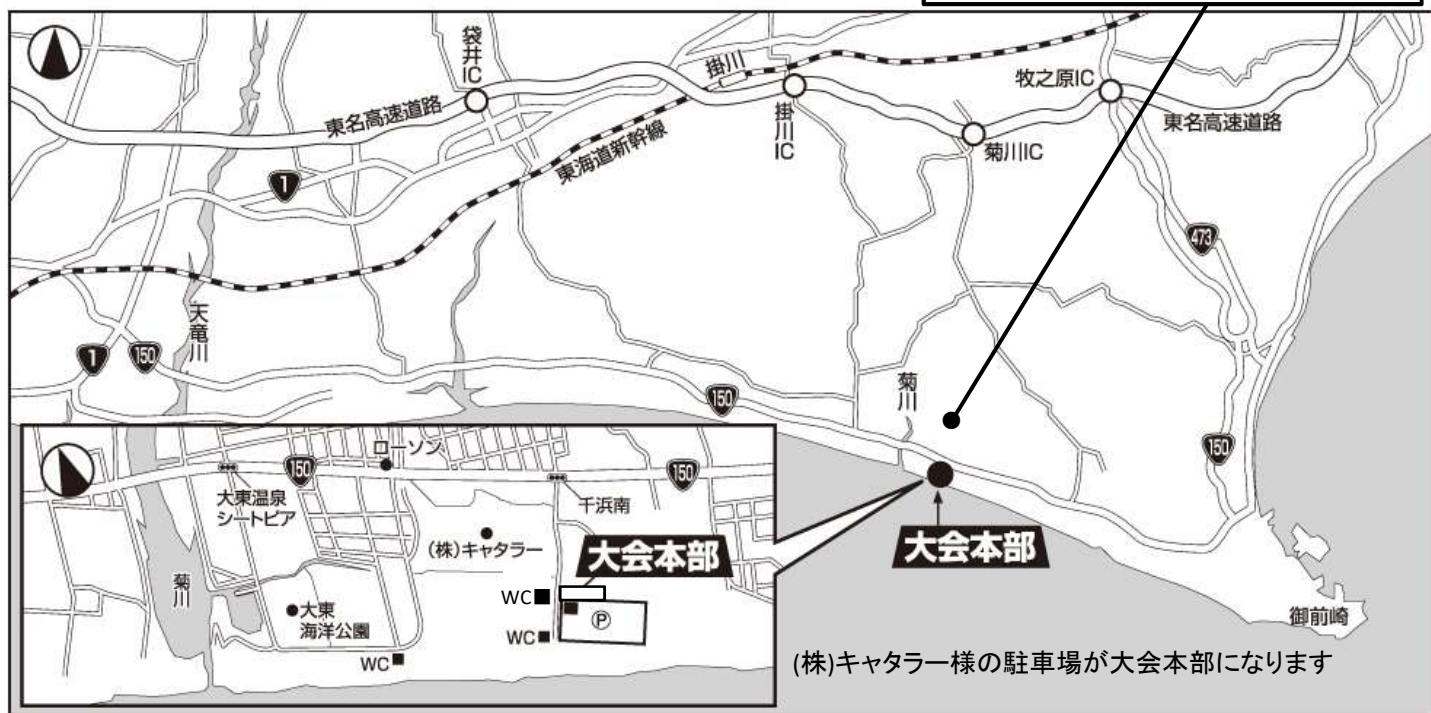 袋井IC
掛川
掛川IC
牧之原IC
菊川IC
東名高速道路
東名高速道路
東海道新幹線
1
473
天竜川
1
150
150
150
菊川
大会本部
御前崎
(株)キャタラー様の駐車場が大会本部になります
ローソン
150
150
大東温泉
シートピア
千浜南
(株)キャタラー
大会本部
菊川
大東
海洋公園
WC
WC
WC
P